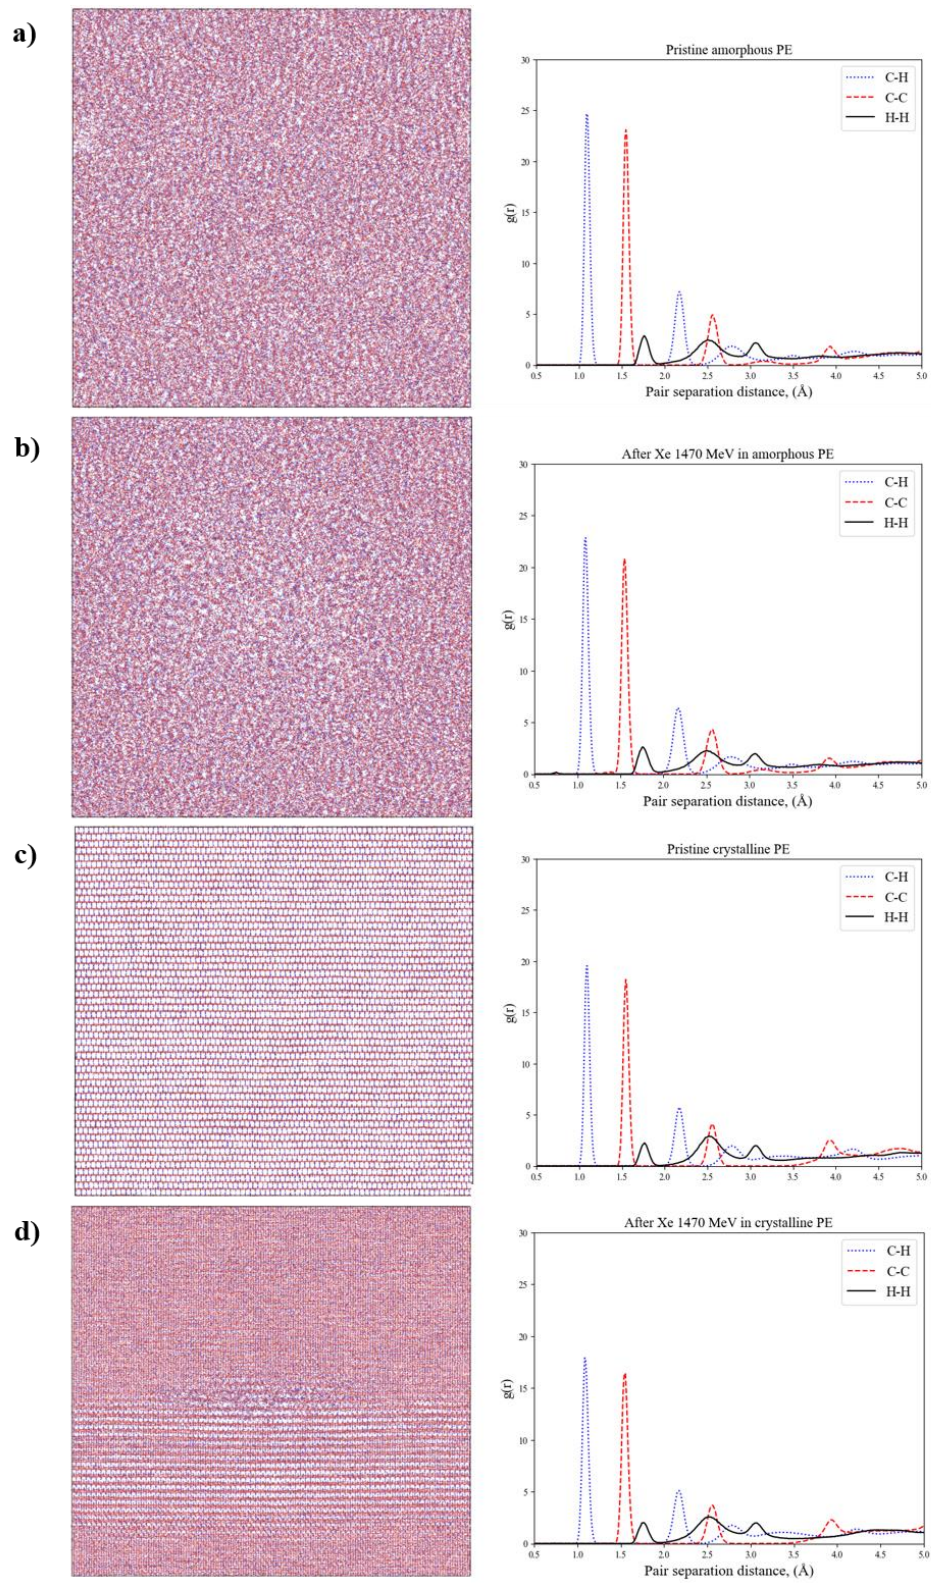 a)
Pristine amorphous PE
30
25
20
15
10
5
0
g(r)
C-H
C-C
H-H
0.5 1.0 1.5 2.0 2.5 3.0 3.5 4.0 4.5 5.0
Pair separation distance, (Å)
b)
After Xe 1470 MeV in amorphous PE
30
25
20
15
10
5
0
g(r)
C-H
C-C
H-H
0.5 1.0 1.5 2.0 2.5 3.0 3.5 4.0 4.5 5.0
Pair separation distance, (Å)
c)
Pristine crystalline PE
30
25
20
15
10
5
0
g(r)
C-H
C-C
H-H
0.5 1.0 1.5 2.0 2.5 3.0 3.5 4.0 4.5 5.0
Pair separation distance, (Å)
d)
After Xe 1470 MeV in crystalline PE
30
25
20
15
10
5
0
g(r)
C-H
C-C
H-H
0.5 1.0 1.5 2.0 2.5 3.0 3.5 4.0 4.5 5.0
Pair separation distance, (Å)